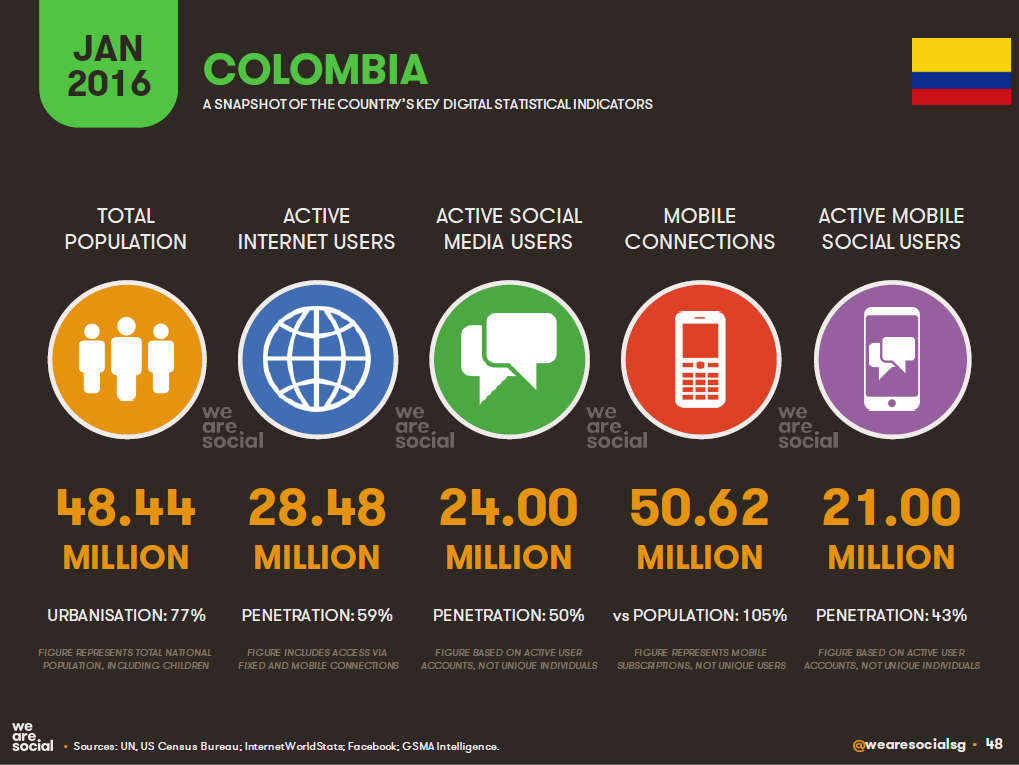 JAN
2016
COLOMBIA
A SNAPSHOT OF THE COUNTRY'S KEY DIGITAL STATISTICAL INDICATORS
TOTAL
POPULATION
ACTIVE
INTERNET USERS
ACTIVE SOCIAL
MEDIA USERS
MOBILE
CONNECTIONS
ACTIVE MOBILE
SOCIAL USERS
we
are
social
we
are
social
we
are
social
we
are
social
48.44
MILLION
28.48
MILLION
24.00
MILLION
50.62
MILLION
21.00
MILLION
URBANISATION: 77%
PENETRATION: 59%
PENETRATION: 50%
vs POPULATION: 105%
PENETRATION: 43%
FIGURE REPRESENTS TOTAL NATIONAL
POPULATION, INCLUDING CHILDREN
FIGURE INCLUDES ACCESS VIA
FIXED AND MOBILE CONNECTIONS
FIGURE BASED ON ACTIVE USER
ACCOUNTS, NOT UNIQUE INDIVIDUALS
FIGURE REPRESENTS MOBILE
SUBSCRIPTIONS, NOT UNIQUE USERS
FIGURE BASED ON ACTIVE USER
ACCOUNTS, NOT UNIQUE INDIVIDUALS
we
are
social
• Sources: UN, US Census Bureau; InternetWorldStats; Facebook; GSMA Intelligence.
@wearesocialsg • 48